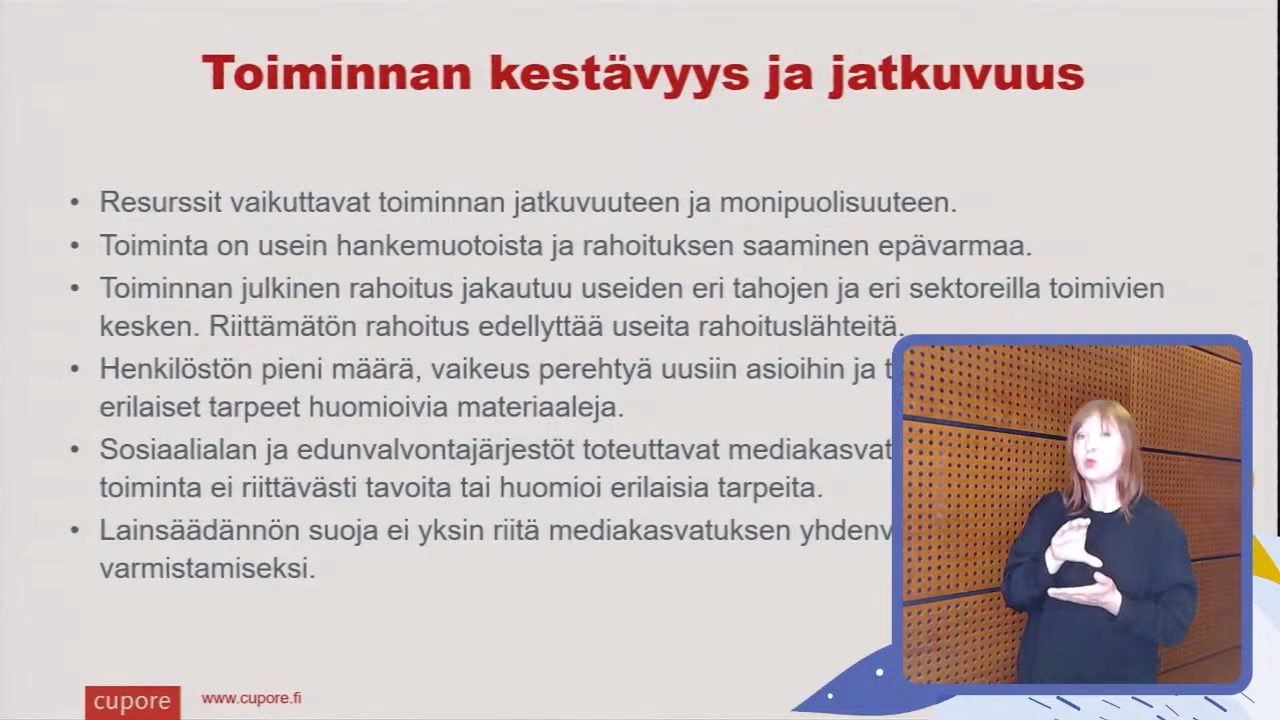 Toiminnan kestävyys ja jatkuvuus
• Resurssit vaikuttavat toiminnan jatkuvuuteen ja monipuolisuuteen.
• Toiminta on usein hankemuotoista ja rahoituksen saaminen epävarmaa.
• Toiminnan julkinen rahoitus jakautuu useiden eri tahojen ja eri sektoreilla toimivien
kesken. Riittämätön rahoitus edellyttää useita rahoituslähteitä.
• Henkilöstön pieni määrä, vaikeus perehtyä uusiin asioihin ja
erilaiset tarpeet huomioivia materiaaleja.
• Sosiaalialan ja edunvalvontajärjestöt toteuttavat mediakasvat
toiminta ei riittävästi tavoita tai huomioi erilaisia tarpeita.
• Lainsäädännön suoja ei yksin riitä mediakasvatuksen yhdenv
varmistamiseksi.
cupore
www.cupore.fi